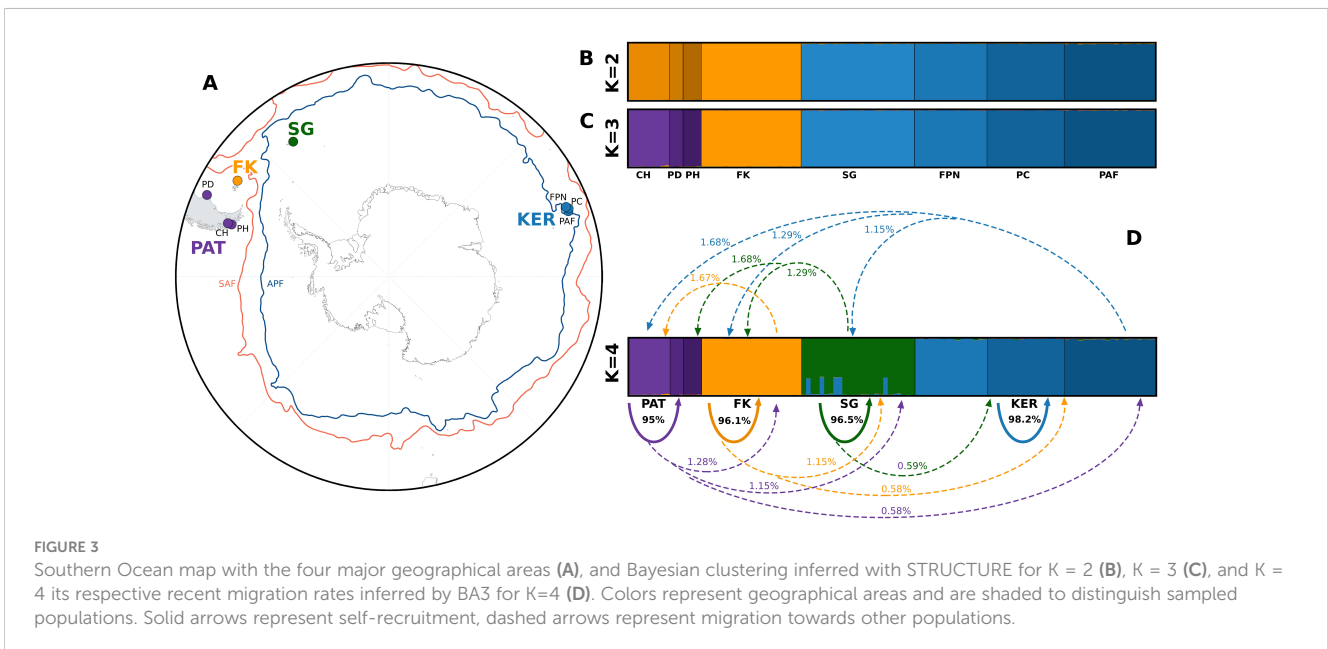 A
SG
FK
PD
CH
PH
PAT
SAF
APF
FPN
PC
KER
PAF
B
K=2
C
K=3
CH PD PH FK SG FPN PC PAF
D
1.68%
1.29%
1.15%
1.68%
1.29%
1.67%
K=4
PAT FK SG KER
95% 96.1% 96.5% 98.2%
1.28%
1.15%
0.59%
1.15%
0.58%
0.58%
FIGURE 3
Southern Ocean map with the four major geographical areas (A), and Bayesian clustering inferred with STRUCTURE for K = 2 (B), K = 3 (C), and K =
4 its respective recent migration rates inferred by BA3 for K=4 (D). Colors represent geographical areas and are shaded to distinguish sampled
populations. Solid arrows represent self-recruitment, dashed arrows represent migration towards other populations.